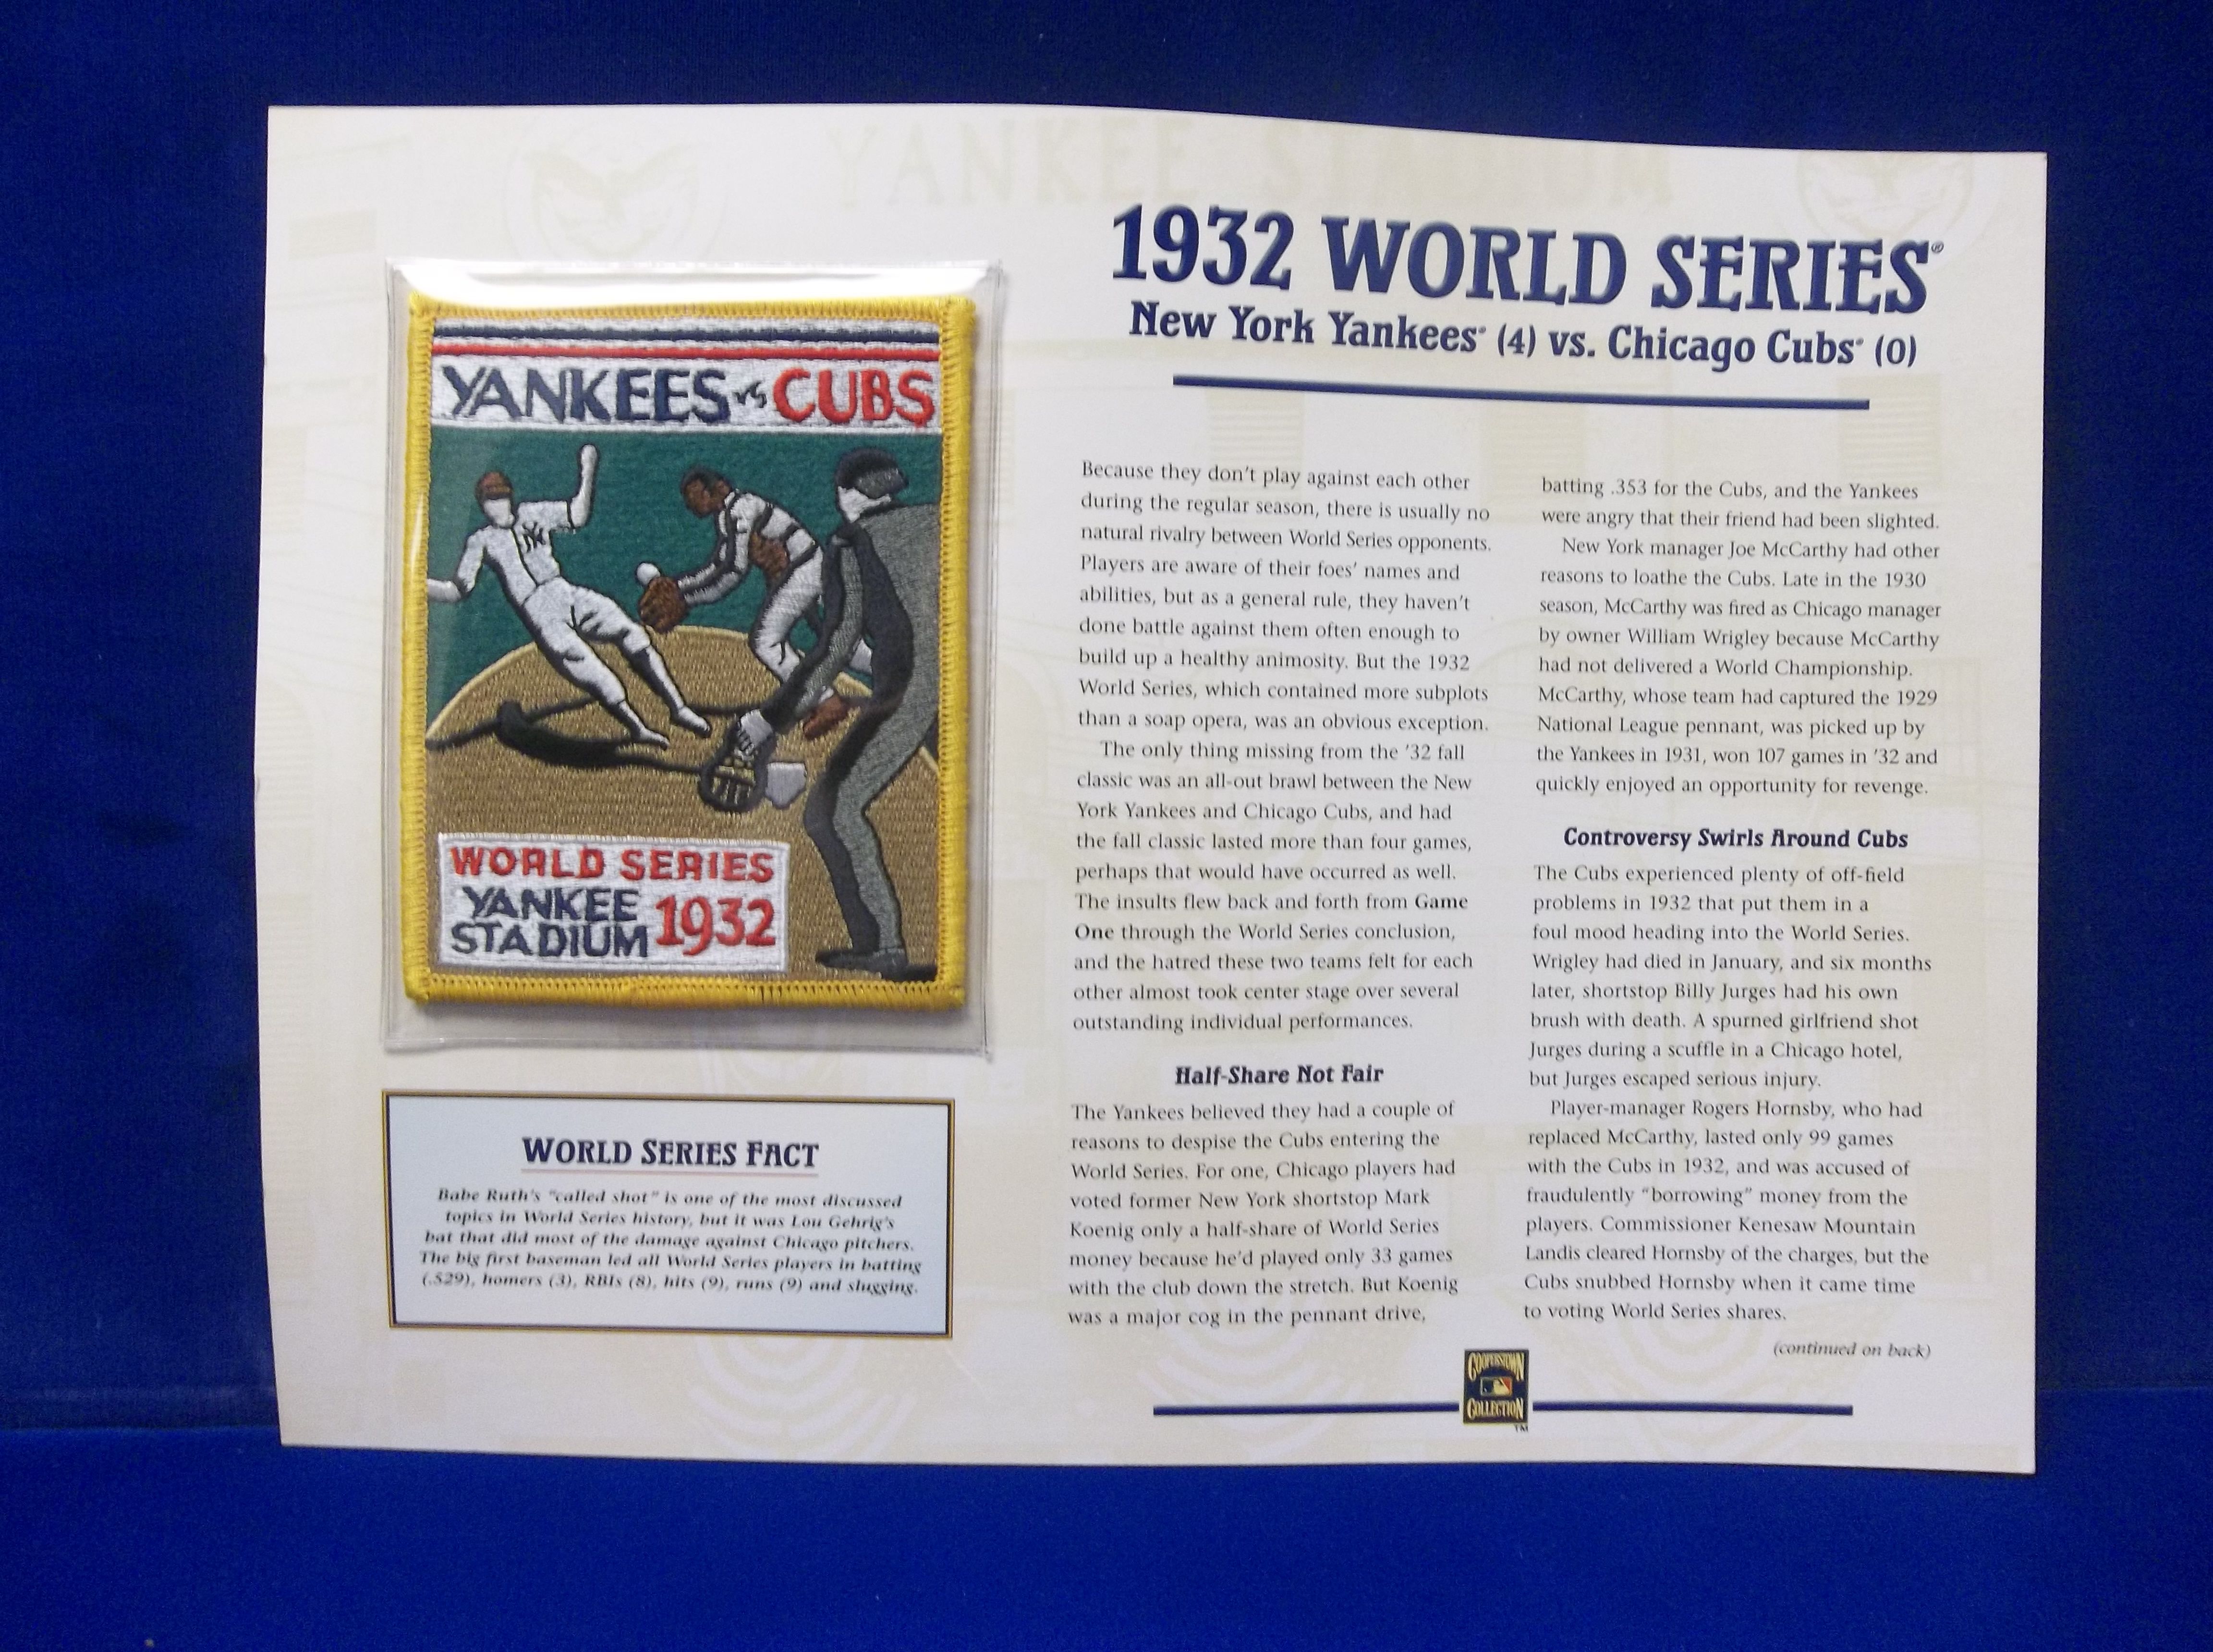 YANKEE STADIUM
1932 WORLD SERIES®
New York Yankees® (4) vs. Chicago Cubs® (0)
YANKEES vs CUBS
NY
WORLD SERIES
YANKEE
STADIUM 1932
WORLD SERIES FACT
Babe Ruth's "called shot" is one of the most discussed
topics in World Series history, but it was Lou Gehrig's
bat that did most of the damage against Chicago pitchers.
The big first baseman led all World Series players in batting
(.529), homers (3), RBIs (8), hits (9), runs (9) and slugging.
Because they don't play against each other
during the regular season, there is usually no
natural rivalry between World Series opponents.
Players are aware of their foes' names and
abilities, but as a general rule, they haven't
done battle against them often enough to
build up a healthy animosity. But the 1932
World Series, which contained more subplots
than a soap opera, was an obvious exception.
The only thing missing from the '32 fall
classic was an all-out brawl between the New
York Yankees and Chicago Cubs, and had
the fall classic lasted more than four games,
perhaps that would have occurred as well.
The insults flew back and forth from Game
One through the World Series conclusion,
and the hatred these two teams felt for each
other almost took center stage over several
outstanding individual performances.
Half-Share Not Fair
The Yankees believed they had a couple of
reasons to despise the Cubs entering the
World Series. For one, Chicago players had
voted former New York shortstop Mark
Koenig only a half-share of World Series
money because he'd played only 33 games
with the club down the stretch. But Koenig
was a major cog in the pennant drive,
batting .353 for the Cubs, and the Yankees
were angry that their friend had been slighted.
New York manager Joe McCarthy had other
reasons to loathe the Cubs. Late in the 1930
season, McCarthy was fired as Chicago manager
by owner William Wrigley because McCarthy
had not delivered a World Championship.
McCarthy, whose team had captured the 1929
National League pennant, was picked up by
the Yankees in 1931, won 107 games in '32 and
quickly enjoyed an opportunity for revenge.
Controversy Swirls Around Cubs
The Cubs experienced plenty of off-field
problems in 1932 that put them in a
foul mood heading into the World Series.
Wrigley had died in January, and six months
later, shortstop Billy Jurges had his own
brush with death. A spurned girlfriend shot
Jurges during a scuffle in a Chicago hotel,
but Jurges escaped serious injury.
Player-manager Rogers Hornsby, who had
replaced McCarthy, lasted only 99 games
with the Cubs in 1932, and was accused of
fraudulently "borrowing" money from the
players. Commissioner Kenesaw Mountain
Landis cleared Hornsby of the charges, but the
Cubs snubbed Hornsby when it came time
to voting World Series shares.
(continued on back)
COOPERSTOWN
COLLECTION
TM